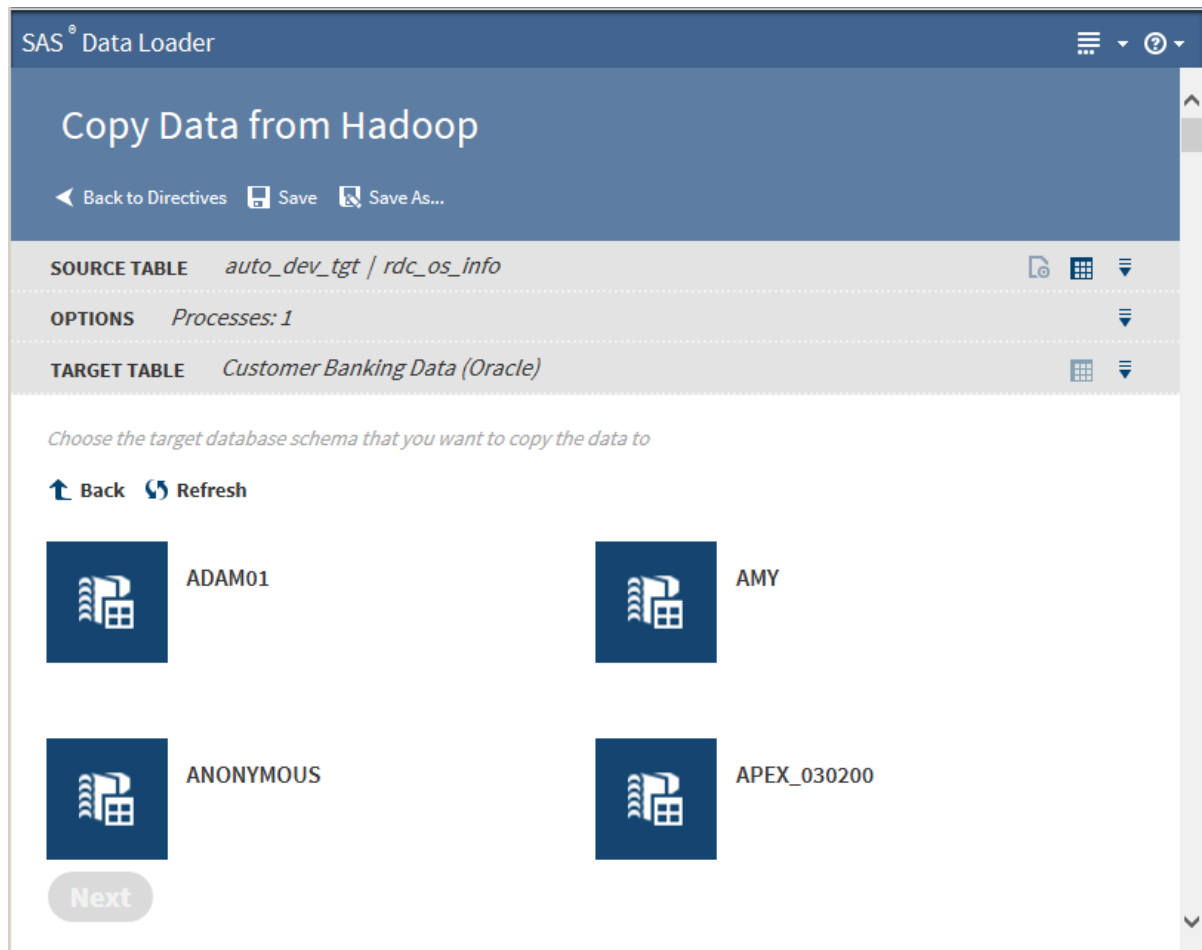 SAS® Data Loader
Copy Data from Hadoop
Back to Directives Save Save As...
SOURCE TABLE auto_dev_tgt | rdc_os_info
OPTIONS Processes: 1
TARGET TABLE Customer Banking Data (Oracle)
Choose the target database schema that you want to copy the data to
Back Refresh
ADAM01 AMY
ANONYMOUS APEX_030200
Next